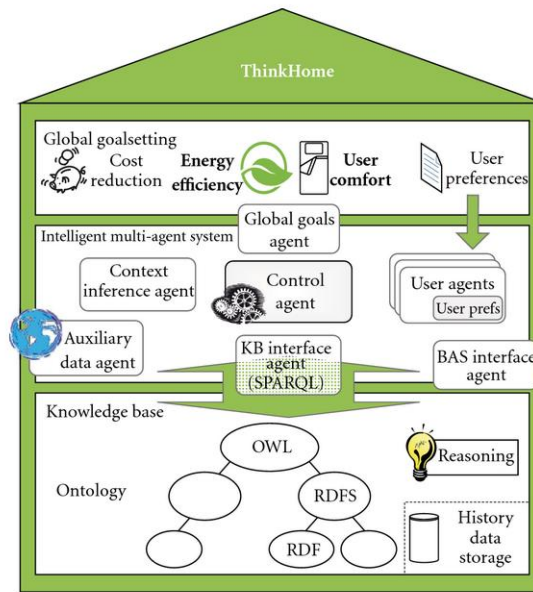 ThinkHome
Global goalsetting
Cost
reduction
Energy
efficiency
User
comfort
User
preferences
Global goals
agent
Intelligent multi-agent system
Context
inference agent
Control
agent
User agents
User prefs
Auxiliary
data agent
KB interface
agent
(SPARQL)
BAS interface
agent
Knowledge base
OWL
Reasoning
Ontology
RDFS
RDF
History
data
storage